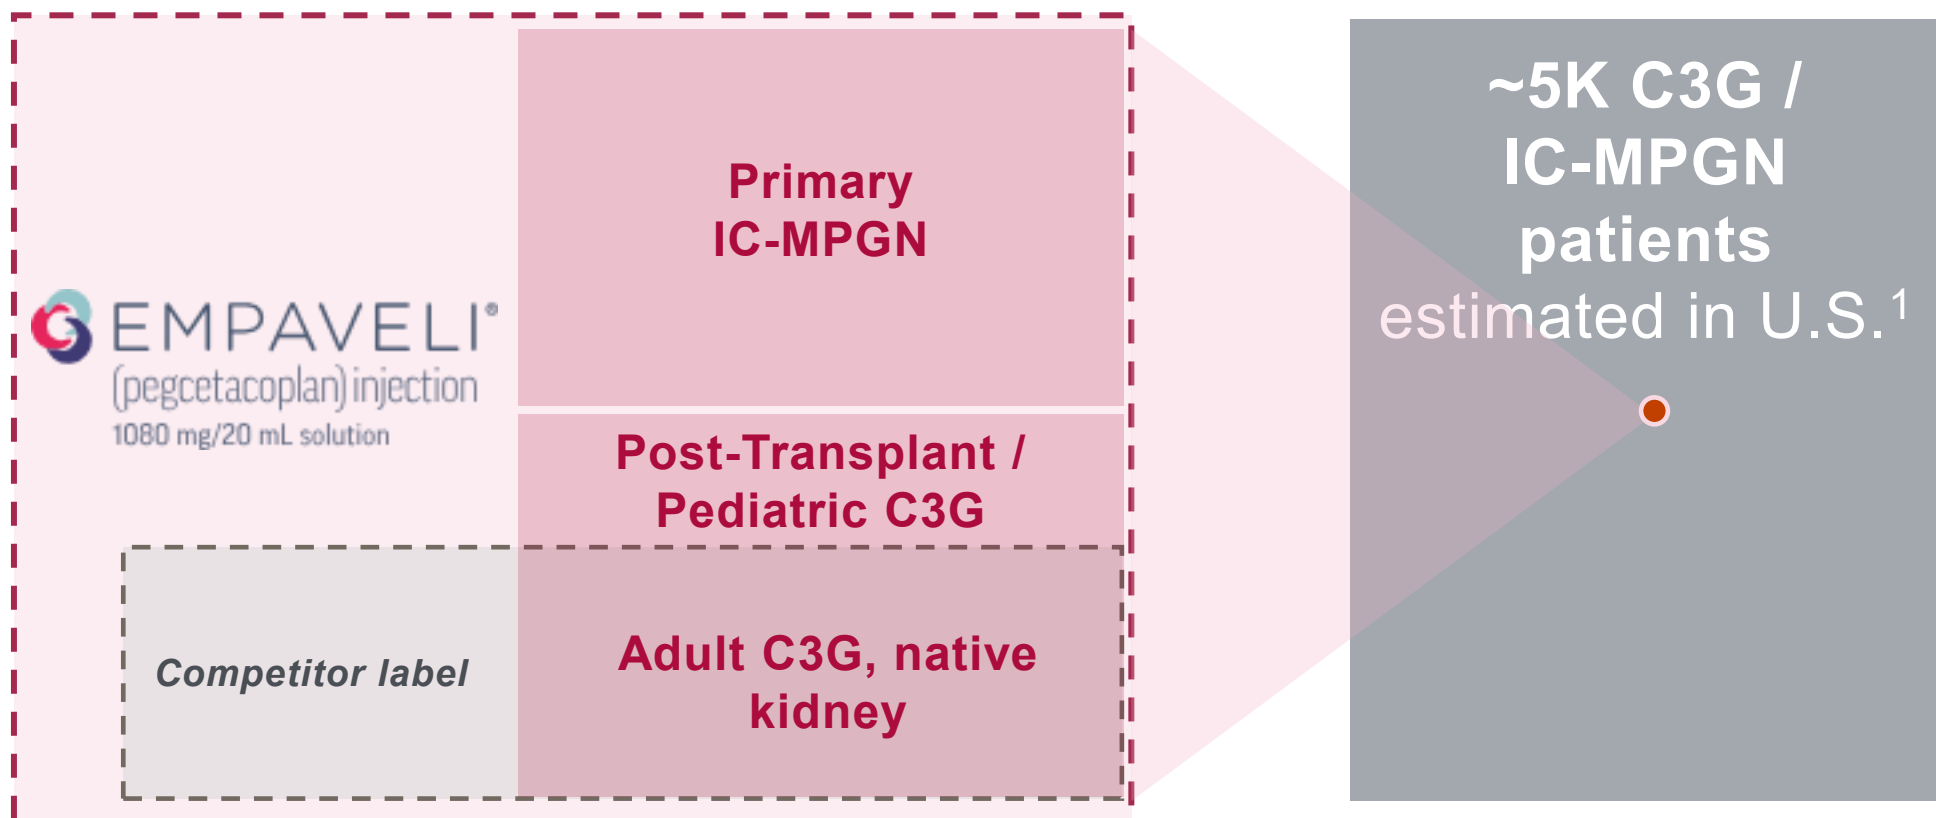 EMPAVELI®
(pegcetacoplan) injection
1080 mg/20 mL solution
Primary
IC-MPGN
Post-Transplant /
Pediatric C3G
Competitor label
Adult C3G, native
kidney
~5K C3G /
IC-MPGN
patients
estimated in U.S.¹